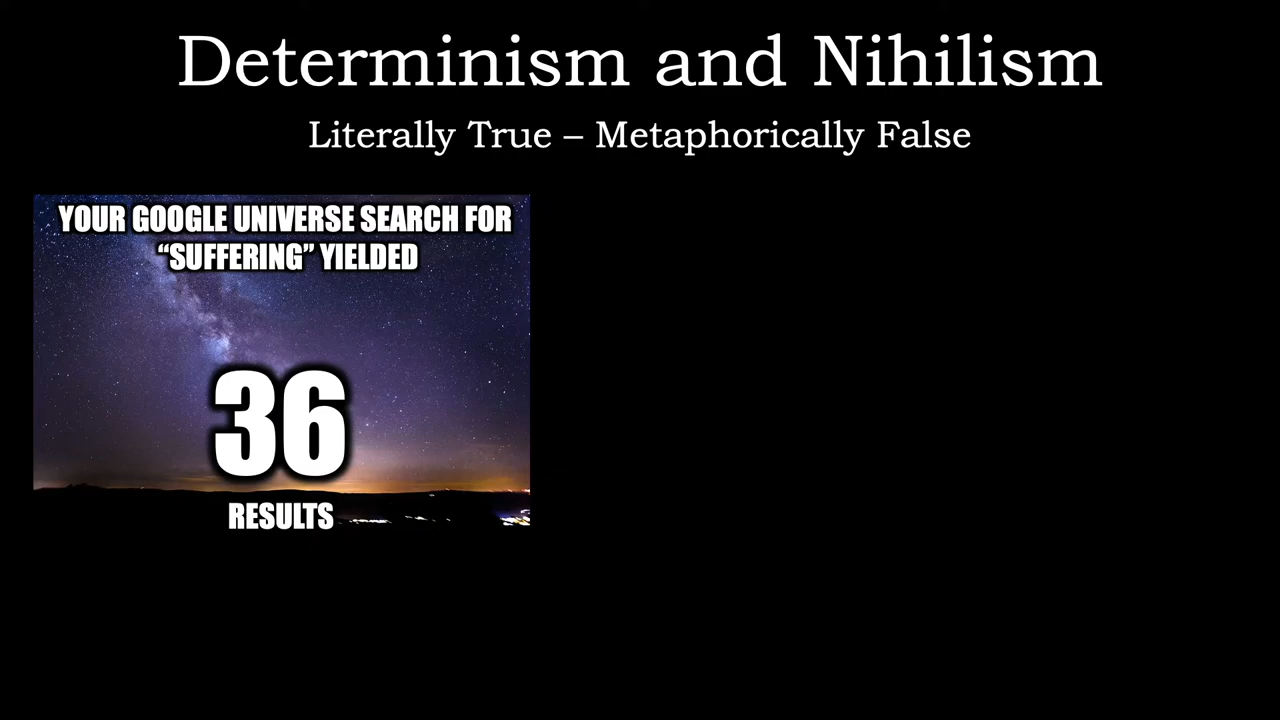 Determinism and Nihilism
Literally True – Metaphorically False
YOUR GOOGLE UNIVERSE SEARCH FOR
“SUFFERING” YIELDED
36
RESULTS